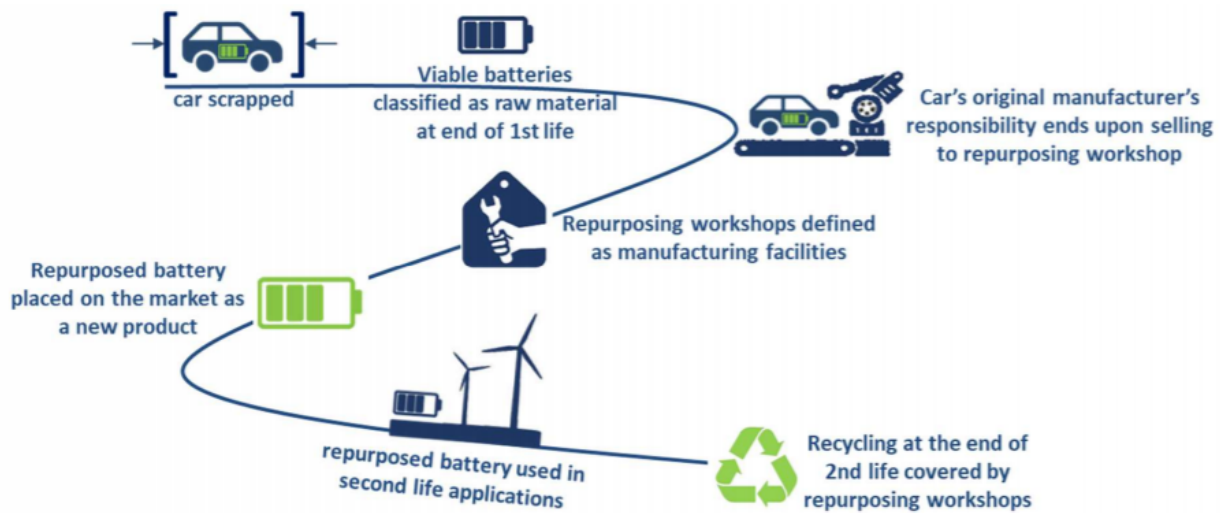 car scrapped
Viable batteries
classified as raw material
at end of 1st life
Car's original manufacturer's
responsibility ends upon selling
to repurposing workshop
Repurposing workshops defined
as manufacturing facilities
Repurposed battery
placed on the market as
a new product
repurposed battery used in
second life applications
Recycling at the end of
2nd life covered by
repurposing workshops